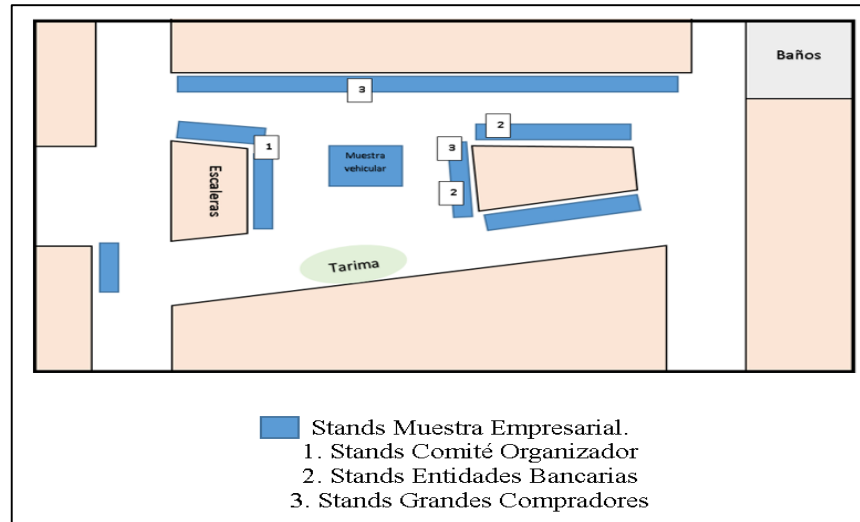 Baños
3
2
1
3
Muestra
vehicular
Escaleras
2
Tarima
Stands Muestra Empresarial.
1. Stands Comité Organizador
2. Stands Entidades Bancarias
3. Stands Grandes Compradores